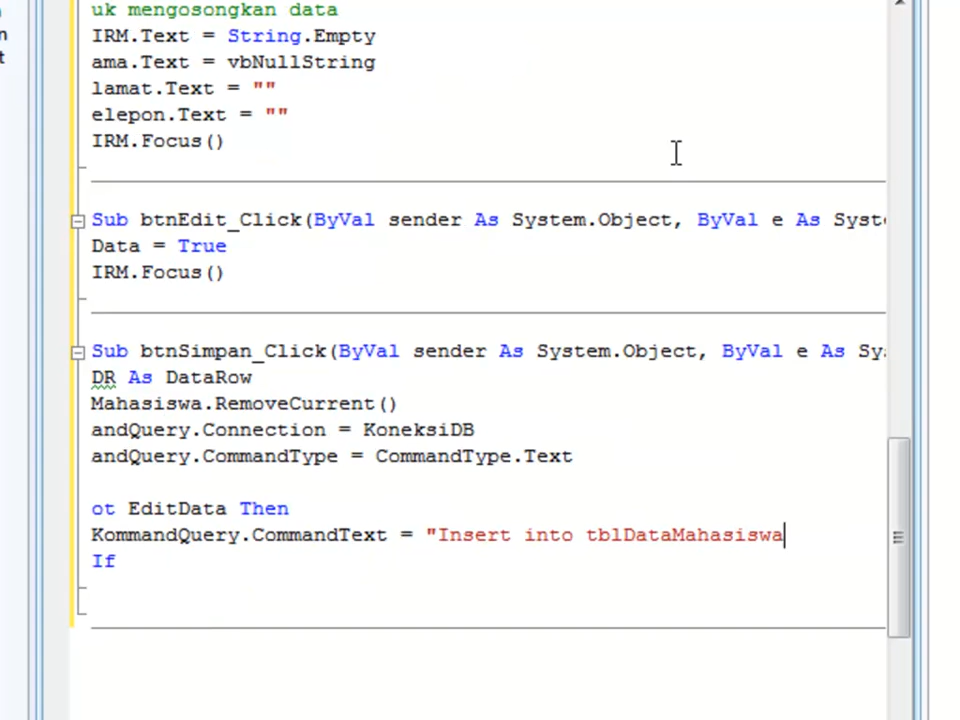 n
t
uk mengosongkan data
IRM.Text = String.Empty
ama.Text = vbNullString
lamat.Text = ""
elepon.Text = ""
IRM.Focus()
Sub btnEdit_Click(ByVal sender As System.Object, ByVal e As Syste
Data = True
IRM.Focus()
Sub btnSimpan_Click(ByVal sender As System.Object, ByVal e As Sys
DR As DataRow
Mahasiswa.RemoveCurrent()
andQuery.Connection = KoneksiDB
andQuery.CommandType = CommandType.Text
ot EditData Then
KommandQuery.CommandText = "Insert into tblDataMahasiswa
If